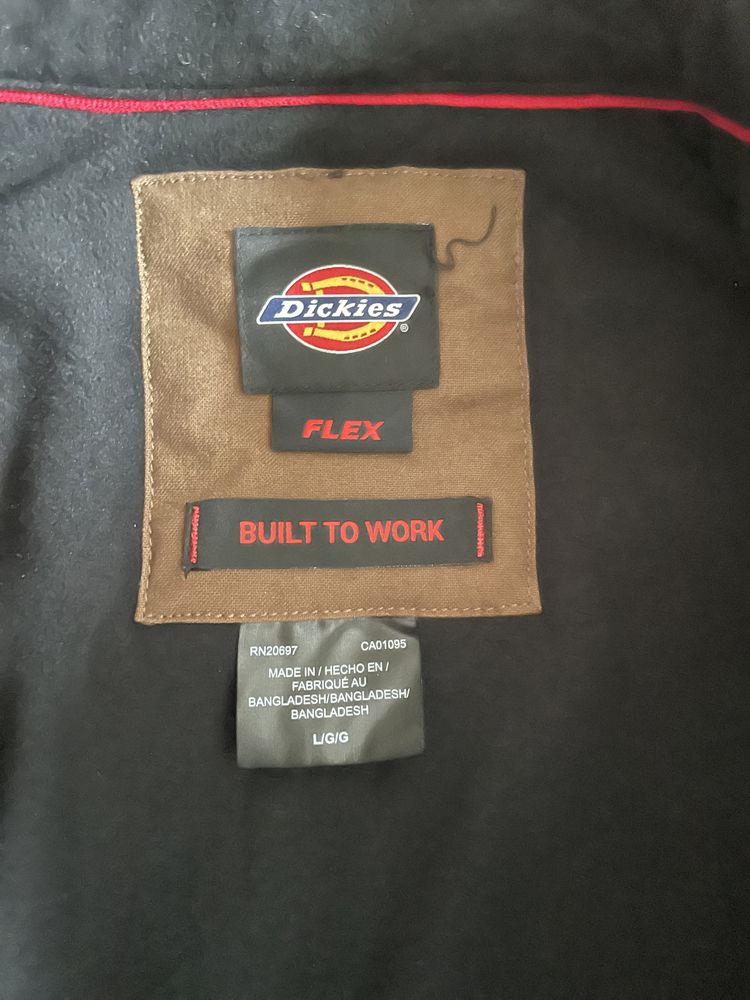 Dickies
®
FLEX
BUILT TO WORK
RN20697 CA01095
MADE IN / HECHO EN /
FABRIQUÉ AU
BANGLADESH/BANGLADESH/
BANGLADESH
L/G/G